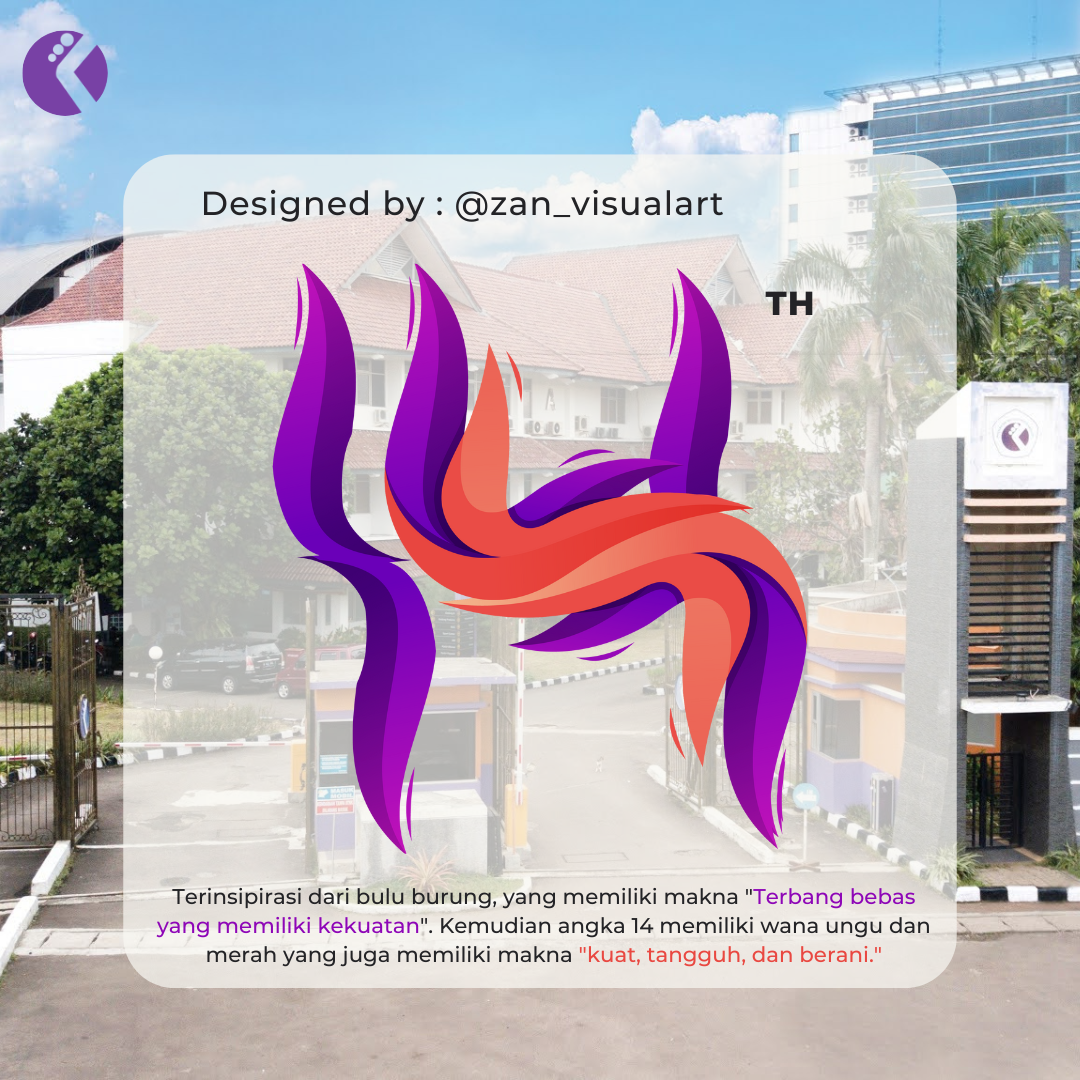 Designed by : @zan_visualart
TH
Terinsipirasi dari bulu burung, yang memiliki makna "Terbang bebas
yang memiliki kekuatan". Kemudian angka 14 memiliki wana ungu dan
merah yang juga memiliki makna "kuat, tangguh, dan berani."